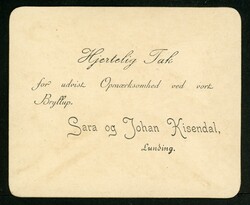 Hjertelig Tak
for udvist Opmærksomhed ved vort
Bryllup.
Sara og Johan Kisendal,
Lunding.